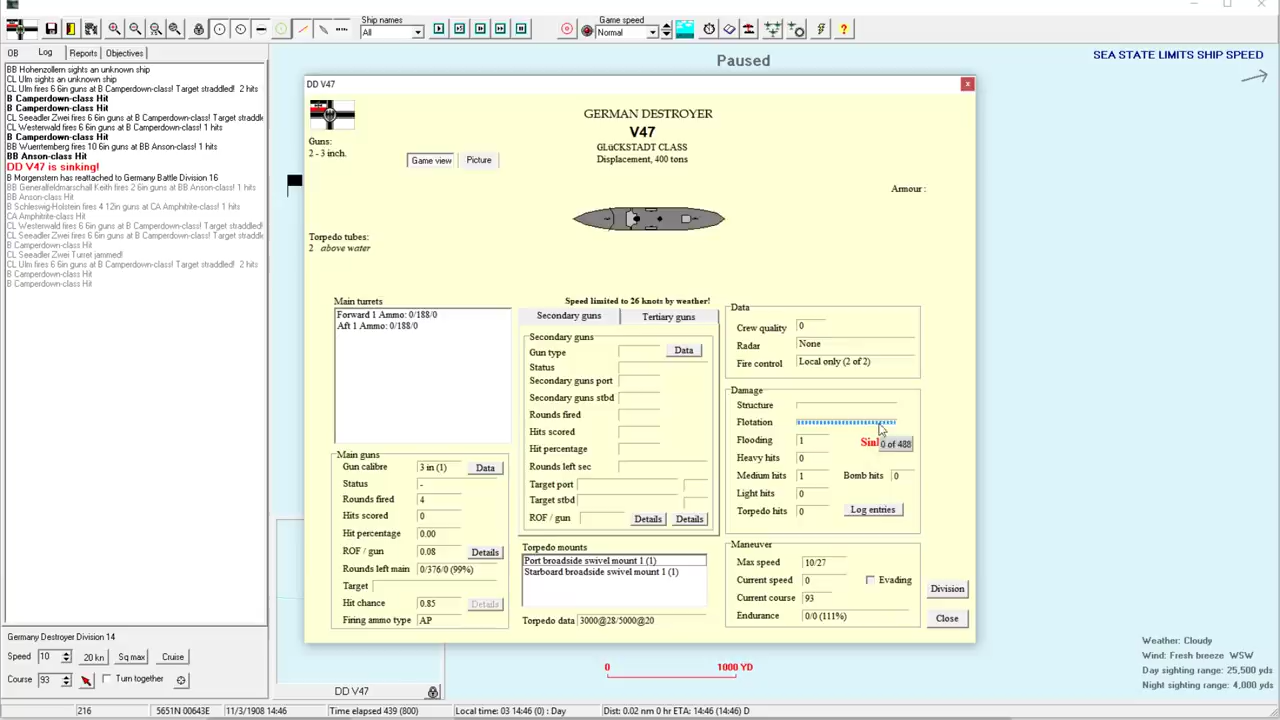 Ship names
All
Game speed
Normal
OB Log Reports Objectives
Paused
SEA STATE LIMITS SHIP SPEED
BB Hohenzollern sights an unknown ship
CL Ulm sights an unknown ship
CL Ulm fires 6 6in guns at B Camperdown-class! Target straddled! 2 hits
B Camperdown-class Hit
B Camperdown-class Hit
CL Seeadler Zwei fires 6 6in guns at B Camperdown-class! Target straddle
CL Westerwald fires 6 6in guns at B Camperdown-class! 1 hits
B Camperdown-class Hit
BB Wuertemberg fires 10 6in guns at BB Anson-class! 1 hits
BB Anson-class Hit
DD V47 is sinking!
B Morgenstern has reattached to Germany Battle Division 16
BB Generalfeldmarschall Keith fires 2 6in guns at BB Anson-class! 1 hits
BB Anson-class Hit
B Schleswig-Holstein fires 4 12in guns at CA Amphitrite-class! 1 hits
CA Amphitrite-class Hit
CL Westerwald fires 6 6in guns at B Camperdown-class! Target straddled!
CL Seeadler Zwei fires 6 6in guns at B Camperdown-class! Target straddle
B Camperdown-class Hit
CL Seeadler Zwei Turret jammed!
CL Ulm fires 6 6in guns at B Camperdown-class! Target straddled! 2 hits
B Camperdown-class Hit
B Camperdown-class Hit
Germany Destroyer Division 14
Speed 10 20 kn Sq max Cruise
Course 93 Turn together
DD V47
x
GERMAN DESTROYER
V47
GLüCKSTADT CLASS
Displacement, 400 tons
Guns:
2 - 3 inch.
Game view Picture
Armour :
Torpedo tubes:
2 above water
Speed limited to 26 knots by weather!
Main turrets
Forward 1 Ammo: 0/188/0
Aft 1 Ammo: 0/188/0
Main guns
Gun calibre 3 in (1) Data
Status -
Rounds fired 4
Hits scored 0
Hit percentage 0.00
ROF / gun 0.08 Details
Rounds left main 0/376/0 (99%)
Target
Hit chance 0.85 Details
Firing ammo type AP
Secondary guns Tertiary guns
Secondary guns
Gun type Data
Status
Secondary guns port
Secondary guns stbd
Rounds fired
Hits scored
Hit percentage
Rounds left sec
Target port
Target stbd
ROF / gun Details Details
Torpedo mounts
Port broadside swivel mount 1 (1)
Starboard broadside swivel mount 1 (1)
Torpedo data 3000@28/5000@20
Data
Crew quality 0
Radar None
Fire control Local only (2 of 2)
Damage
Structure
Flotation
Flooding 1 Sin 0 of 488
Heavy hits 0
Medium hits 1 Bomb hits 0
Light hits 0
Torpedo hits 0 Log entries
Maneuver
Max speed 10/27
Current speed 0 Evading
Current course 93
Endurance 0/0 (111%)
Division
Close
0 1000 YD
DD V47
Weather: Cloudy
Wind: Fresh breeze WSW
Day sighting range: 25,500 yds
Night sighting range: 4,000 yds
216 5651N 00643E 11/3/1908 14:46 Time elapsed 439 (800) Local time: 03 14:46 (0) : Day Dist: 0.02 nm 0 hr ETA: 14:46 (14:46) D